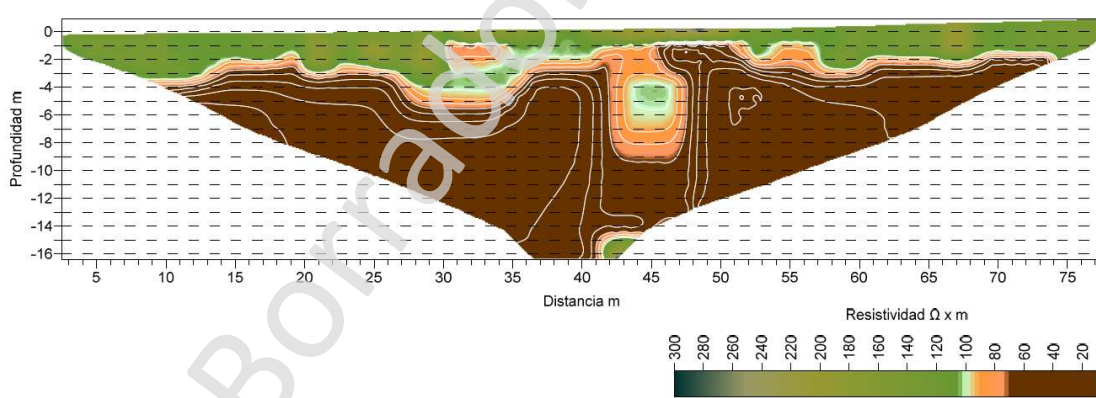 Profundidad m
0
-2
-4
-6
-8
-10
-12
-14
-16
5 10 15 20 25 30 35 40 45 50 55 60 65 70 75
Distancia m
Resistividad Ω x m
300 280 260 240 220 200 180 160 140 120 100 80 60 40 20
Borrador